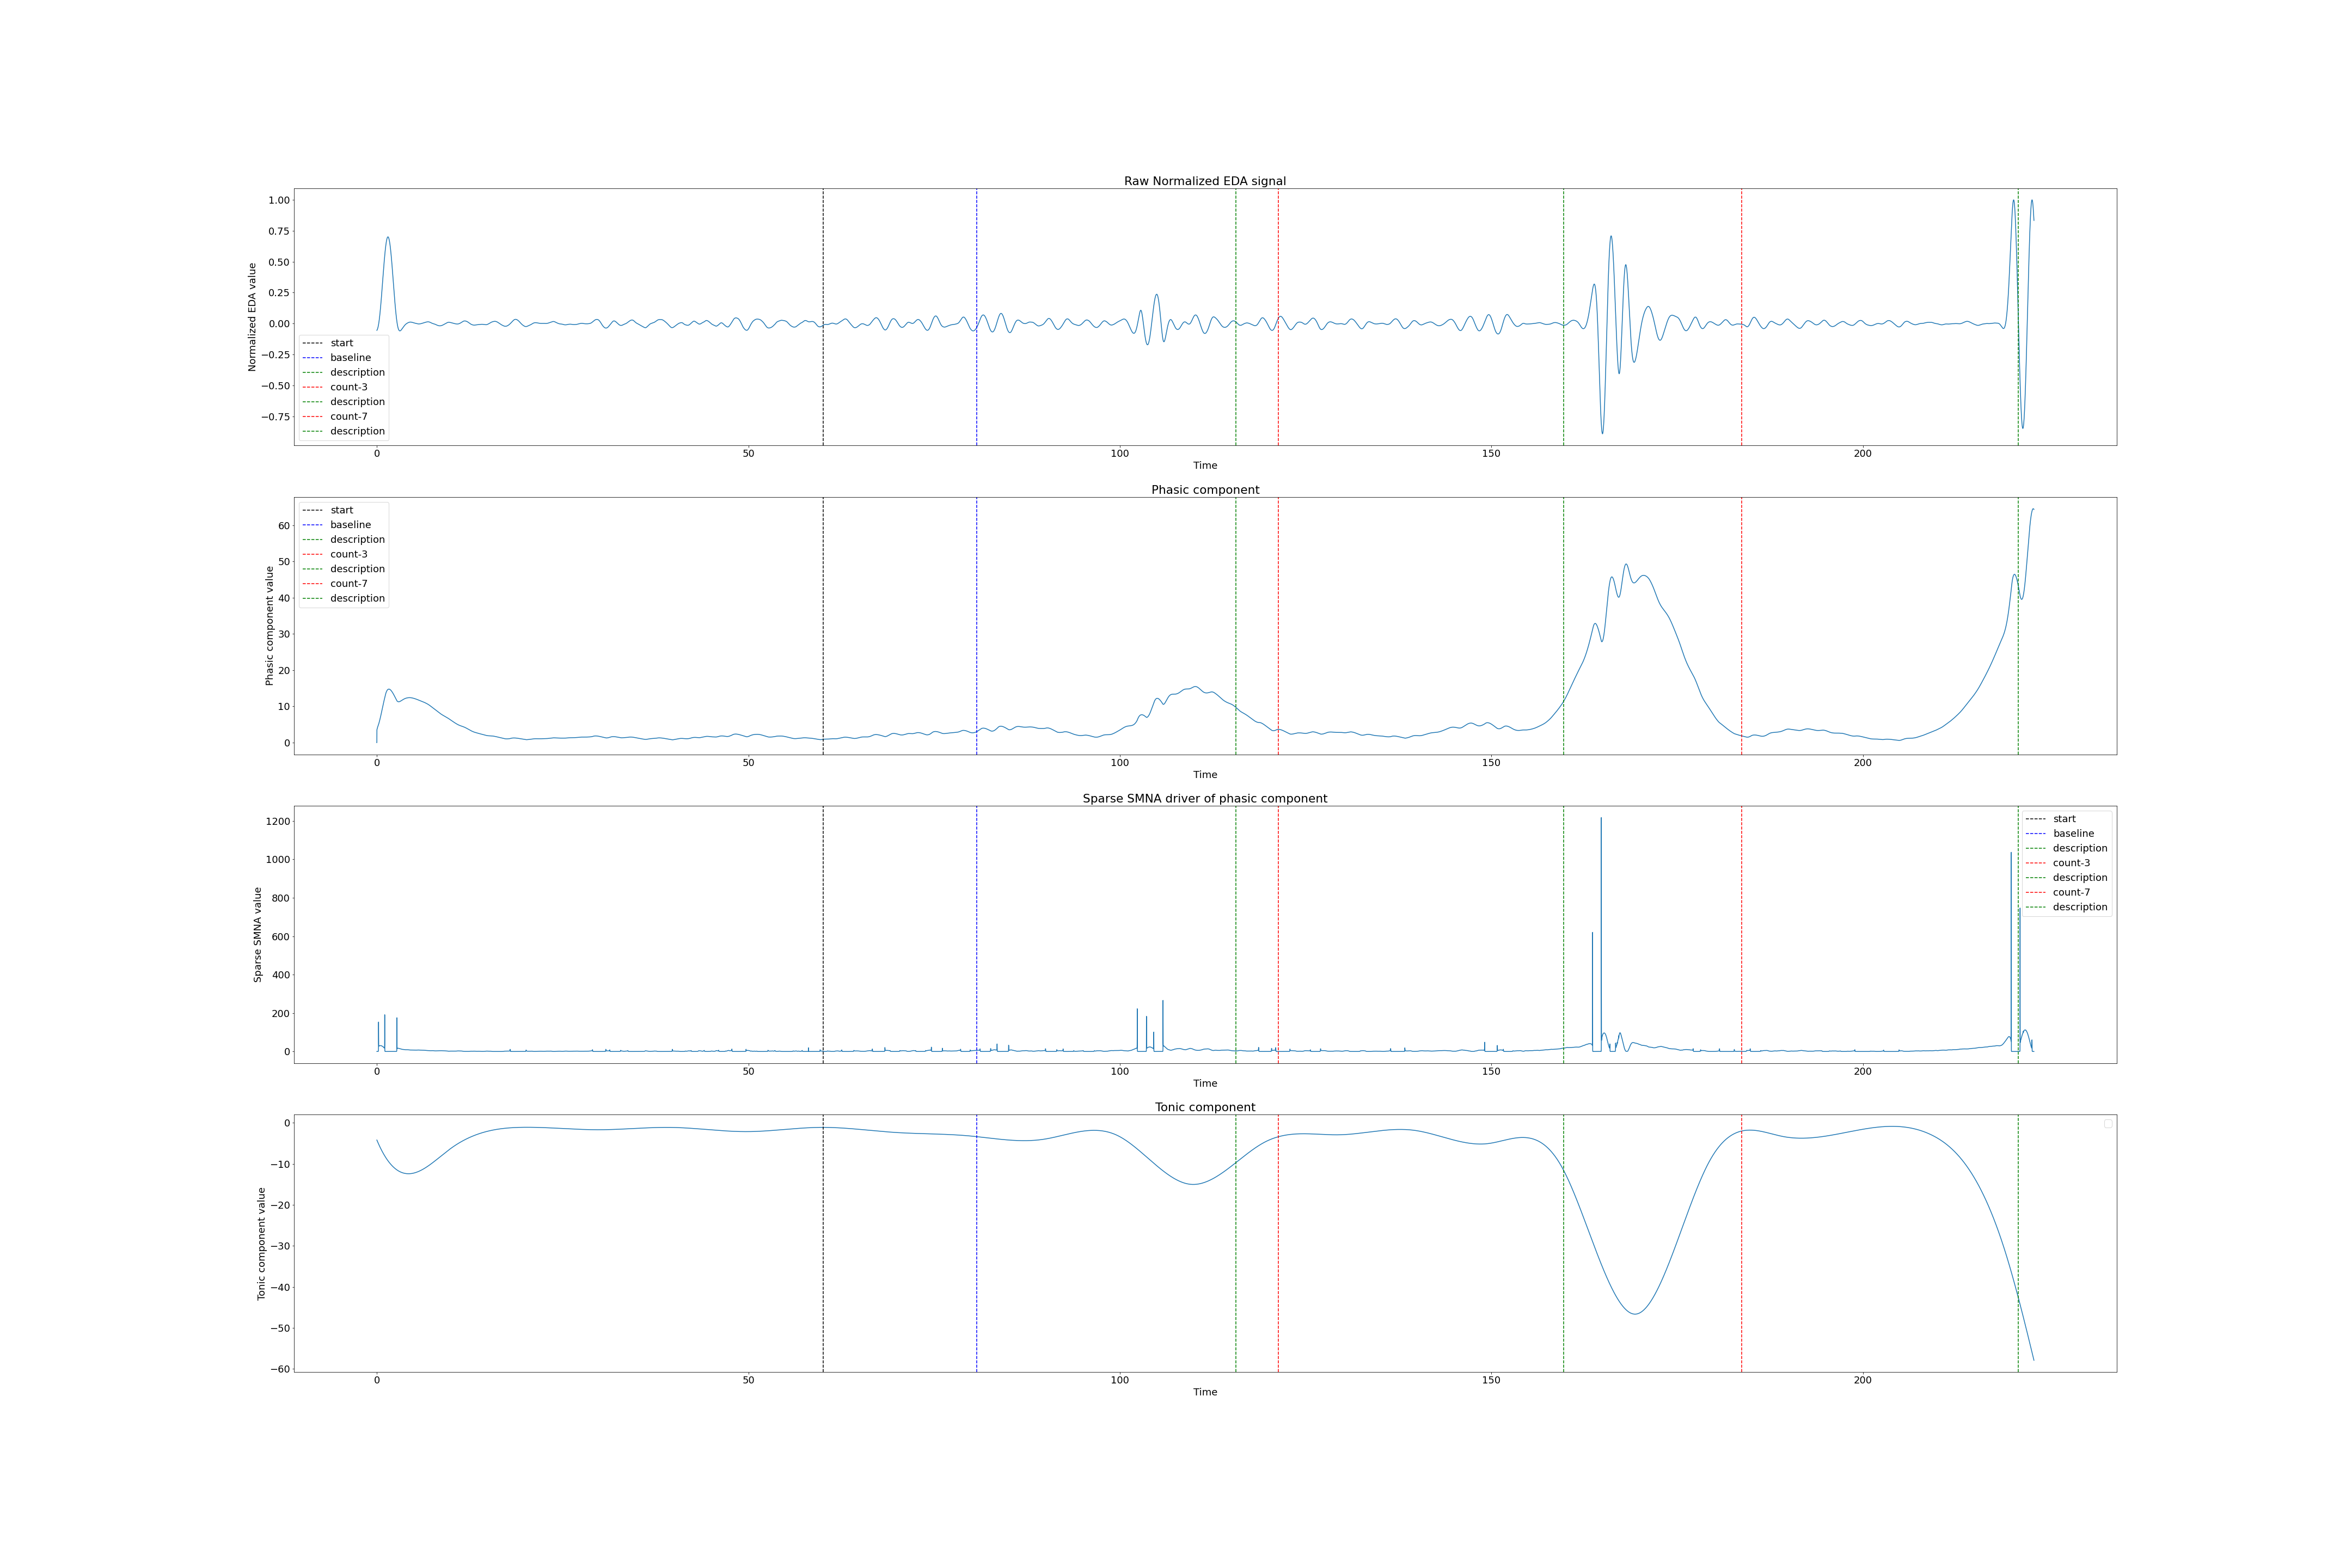 Raw Normalized EDA signal
1.00
0.75
0.50
0.25
0.00
−0.25
−0.50
−0.75
Normalized EDA value
start
baseline
description
count-3
description
count-7
description
0 50 100 150 200
Time
Phasic component
60
50
40
30
20
10
0
Phasic component value
start
baseline
description
count-3
description
count-7
description
0 50 100 150 200
Time
Sparse SMNA driver of phasic component
1200
1000
800
600
400
200
0
Sparse SMNA value
start
baseline
description
count-3
description
count-7
description
0 50 100 150 200
Time
Tonic component
0
−10
−20
−30
−40
−50
−60
Tonic component value
0 50 100 150 200
Time